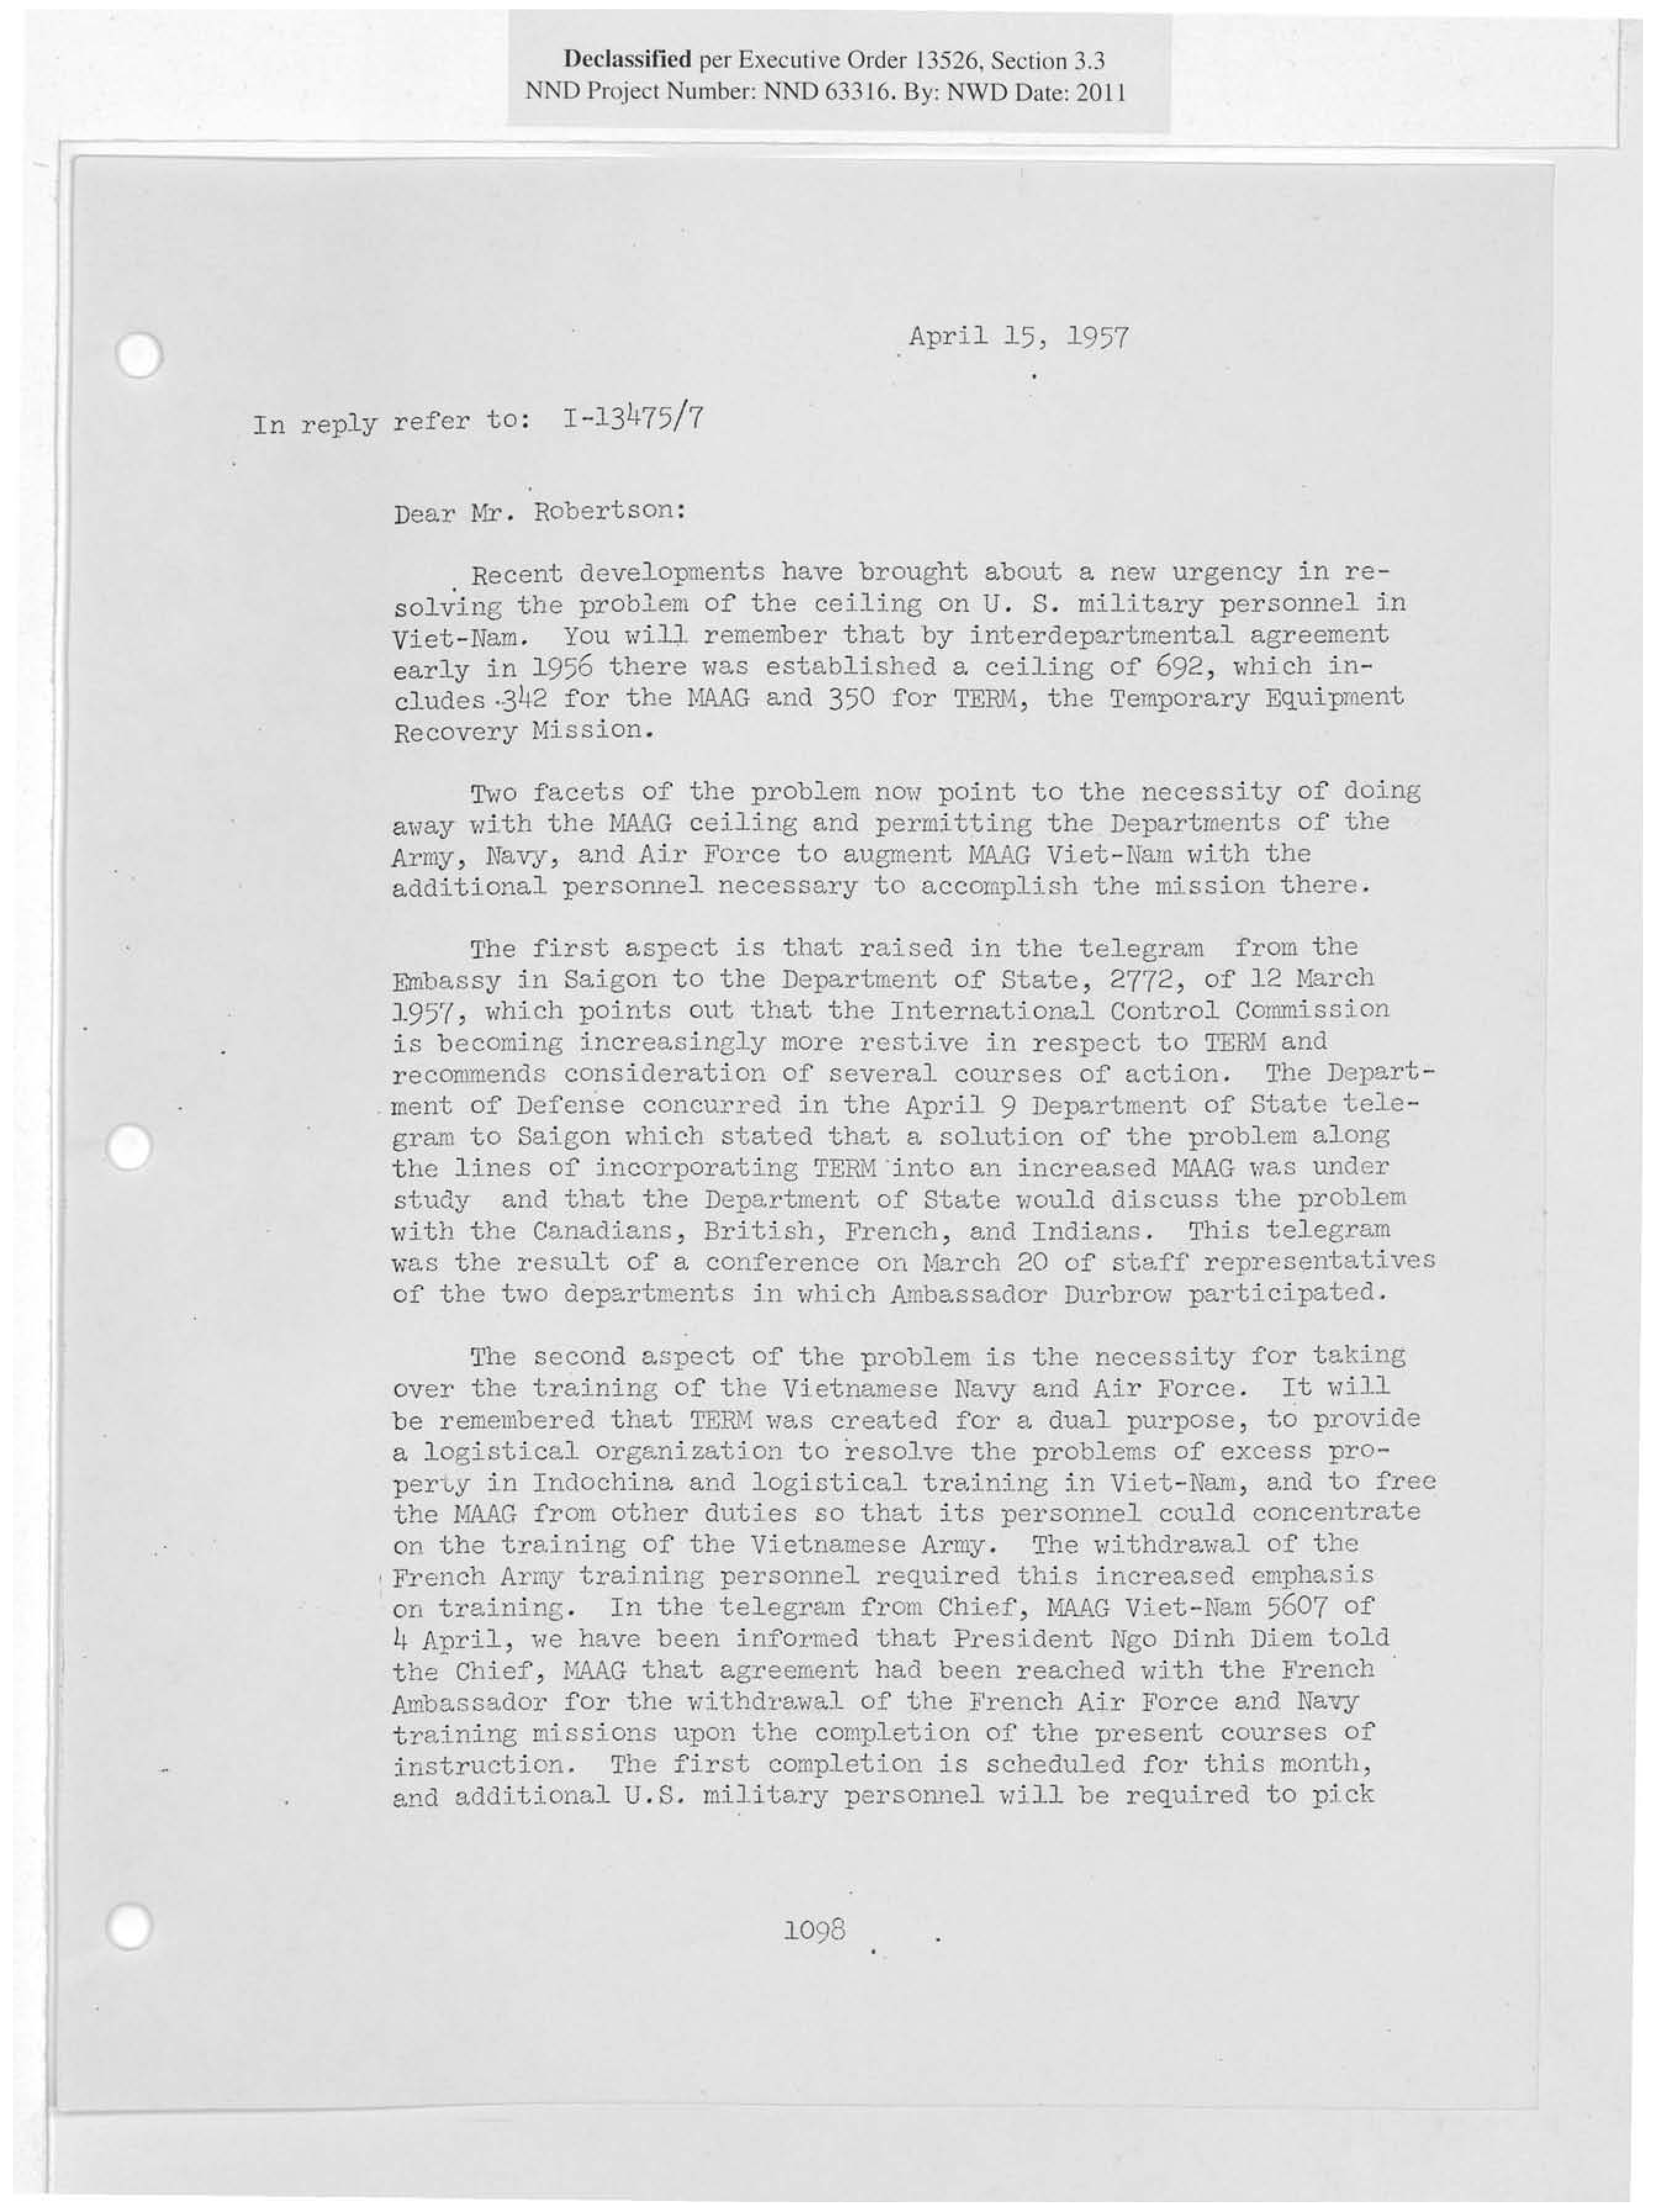 Declassified per Executive Order 13526, Section 3.3
NND Project Number: NND 63316. By: NWD Date: 2011
April 15, 1957
In reply refer to: I-13475/7
Dear Mr. Robertson:
Recent developments have brought about a new urgency in re-
solving the problem of the ceiling on U. S. military personnel in
Viet-Nam. You will remember that by interdepartmental agreement
early in 1956 there was established a ceiling of 692, which in-
cludes 342 for the MAAG and 350 for TERM, the Temporary Equipment
Recovery Mission.
Two facets of the problem now point to the necessity of doing
away with the MAAG ceiling and permitting the Departments of the
Army, Navy, and Air Force to augment MAAG Viet-Nam with the
additional personnel necessary to accomplish the mission there.
The first aspect is that raised in the telegram from the
Embassy in Saigon to the Department of State, 2772, of 12 March
1957, which points out that the International Control Commission
is becoming increasingly more restive in respect to TERM and
recommends consideration of several courses of action. The Depart-
ment of Defense concurred in the April 9 Department of State tele-
gram to Saigon which stated that a solution of the problem along
the lines of incorporating TERM into an increased MAAG was under
study and that the Department of State would discuss the problem
with the Canadians, British, French, and Indians. This telegram
was the result of a conference on March 20 of staff representatives
of the two departments in which Ambassador Durbrow participated.
The second aspect of the problem is the necessity for taking
over the training of the Vietnamese Navy and Air Force. It will
be remembered that TERM was created for a dual purpose, to provide
a logistical organization to resolve the problems of excess pro-
perty in Indochina and logistical training in Viet-Nam, and to free
the MAAG from other duties so that its personnel could concentrate
on the training of the Vietnamese Army. The withdrawal of the
French Army training personnel required this increased emphasis
on training. In the telegram from Chief, MAAG Viet-Nam 5607 of
4 April, we have been informed that President Ngo Dinh Diem told
the Chief, MAAG that agreement had been reached with the French
Ambassador for the withdrawal of the French Air Force and Navy
training missions upon the completion of the present courses of
instruction. The first completion is scheduled for this month,
and additional U.S. military personnel will be required to pick
1098